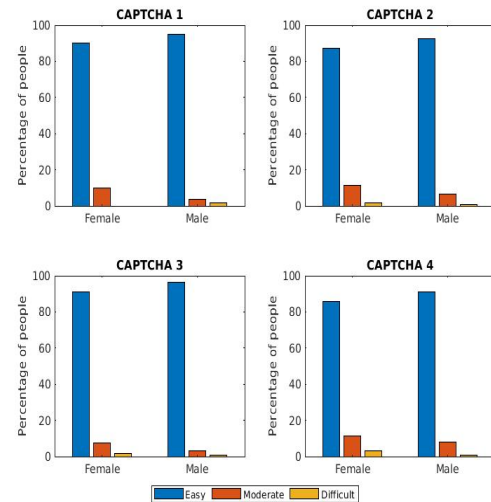 CAPTCHA 1
Percentage of people
100
80
60
40
20
0
Female Male
CAPTCHA 2
Percentage of people
100
80
60
40
20
0
Female Male
CAPTCHA 3
Percentage of people
100
80
60
40
20
0
Female Male
CAPTCHA 4
Percentage of people
100
80
60
40
20
0
Female Male
Easy Moderate Difficult